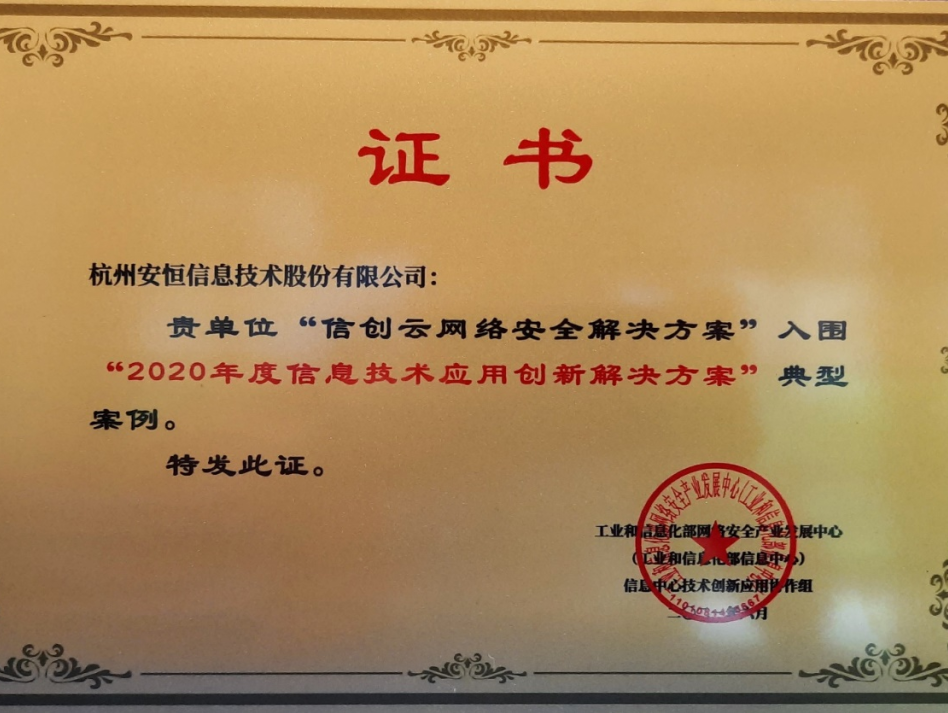 证书
杭州安恒信息技术股份有限公司：
贵单位“信创云网络安全解决方案”入围
“2020年度信息技术应用创新解决方案”典型
案例。
特发此证。
工业和信息化部网络安全产业发展中心
（工业和信息化部信息中心）
信息中心技术创新应用协作组
月